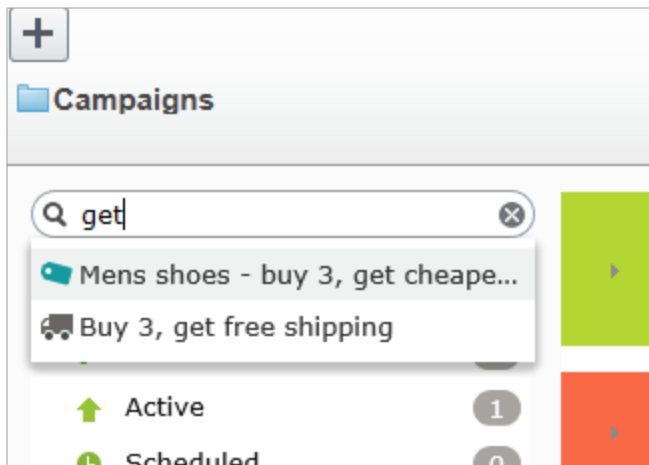 Campaigns
get
Mens shoes - buy 3, get cheape...
Buy 3, get free shipping
Active 1
Scheduled 0